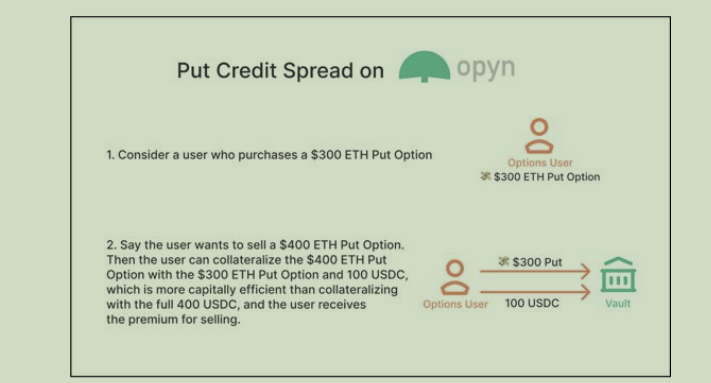 Put Credit Spread on opyn
1. Consider a user who purchases a $300 ETH Put Option
Options User
$300 ETH Put Option
2. Say the user wants to sell a $400 ETH Put Option.
Then the user can collateralize the $400 ETH Put
Option with the $300 ETH Put Option and 100 USDC,
which is more capitally efficient than collateralizing
with the full 400 USDC, and the user receives
the premium for selling.
$300 Put
100 USDC
Options User
Vault